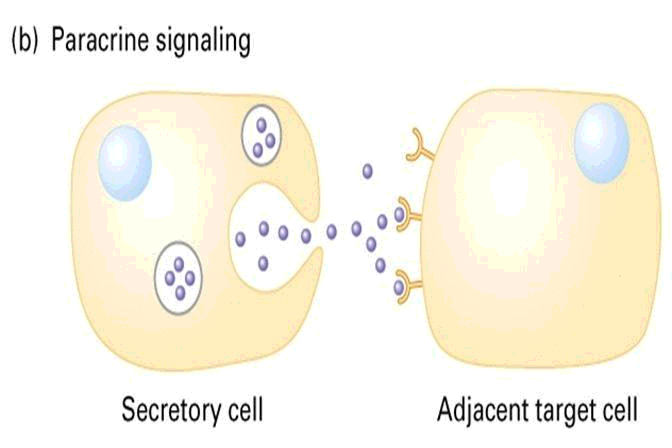 (b) Paracrine signaling
Secretory cell
Adjacent target cell